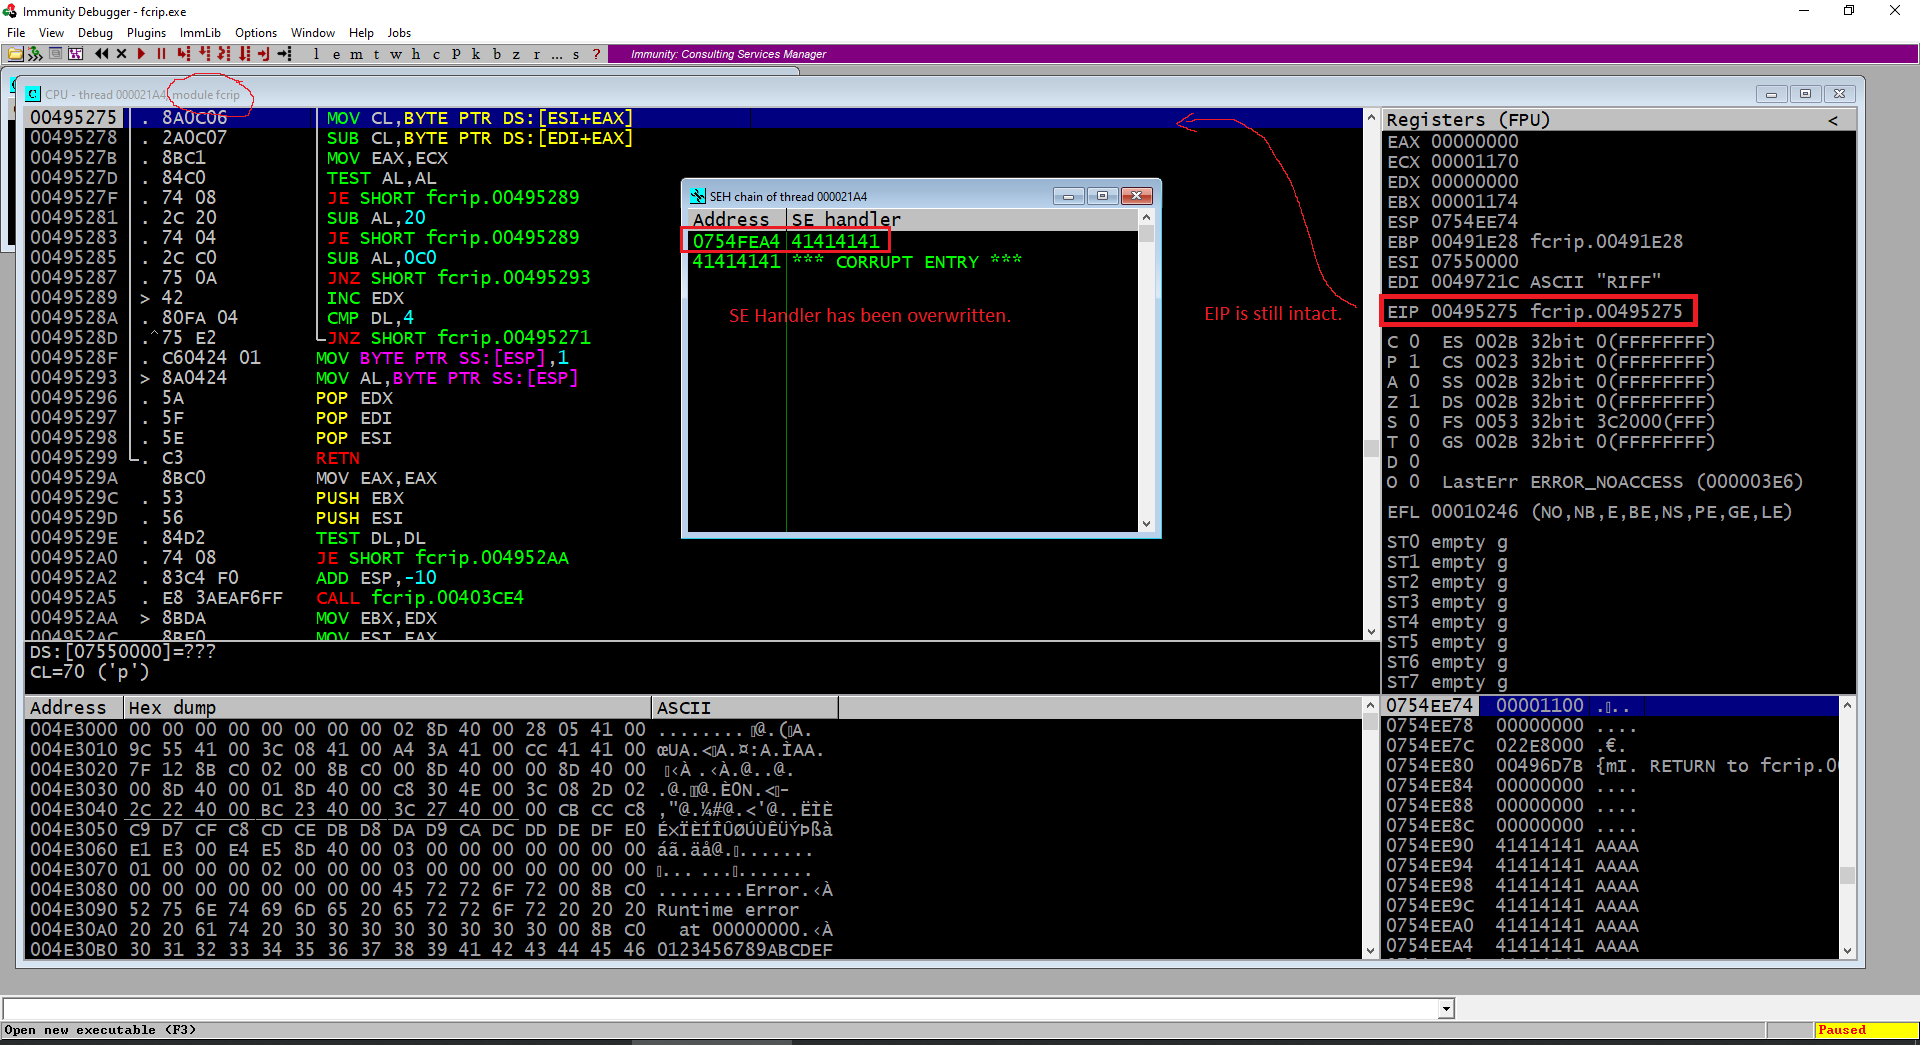 Immunity Debugger - fcrip.exe
File View Debug Plugins ImmLib Options Window Help Jobs
l e m t w h c P k b z r ... s ?
Immunity: Consulting Services Manager
CPU - thread 000021A4, module fcrip
00495275 . 8A0C06 MOV CL,BYTE PTR DS:[ESI+EAX]
00495278 . 2A0C07 SUB CL,BYTE PTR DS:[EDI+EAX]
0049527B . 8BC1 MOV EAX,ECX
0049527D . 84C0 TEST AL,AL
0049527F . 74 08 JE SHORT fcrip.00495289
00495281 . 2C 20 SUB AL,20
00495283 . 74 04 JE SHORT fcrip.00495289
00495285 . 2C C0 SUB AL,0C0
00495287 . 75 0A JNZ SHORT fcrip.00495293
00495289 > 42 INC EDX
0049528A . 80FA 04 CMP DL,4
0049528D .^75 E2 JNZ SHORT fcrip.00495271
0049528F . C60424 01 MOV BYTE PTR SS:[ESP],1
00495293 > 8A0424 MOV AL,BYTE PTR SS:[ESP]
00495296 . 5A POP EDX
00495297 . 5F POP EDI
00495298 . 5E POP ESI
00495299 . C3 RETN
0049529A 8BC0 MOV EAX,EAX
0049529C . 53 PUSH EBX
0049529D . 56 PUSH ESI
0049529E . 84D2 TEST DL,DL
004952A0 . 74 08 JE SHORT fcrip.004952AA
004952A2 . 83C4 F0 ADD ESP,-10
004952A5 . E8 3AEAF6FF CALL fcrip.00403CE4
004952AA > 8BDA MOV EBX,EDX
004952AC . 8BF0 MOV ESI,EAX
DS:[07550000]=???
CL=70 ('p')
SEH chain of thread 000021A4
Address SE handler
0754FEA4 41414141
41414141 *** CORRUPT ENTRY ***
SE Handler has been overwritten.
EIP is still intact.
Registers (FPU) <
EAX 00000000
ECX 00001170
EDX 00000000
EBX 00001174
ESP 0754EE74
EBP 00491E28 fcrip.00491E28
ESI 07550000
EDI 0049721C ASCII "RIFF"
EIP 00495275 fcrip.00495275
C 0 ES 002B 32bit 0(FFFFFFFF)
P 1 CS 0023 32bit 0(FFFFFFFF)
A 0 SS 002B 32bit 0(FFFFFFFF)
Z 1 DS 002B 32bit 0(FFFFFFFF)
S 0 FS 0053 32bit 3C2000(FFF)
T 0 GS 002B 32bit 0(FFFFFFFF)
D 0
O 0 LastErr ERROR_NOACCESS (000003E6)
EFL 00010246 (NO,NB,E,BE,NS,PE,GE,LE)
ST0 empty g
ST1 empty g
ST2 empty g
ST3 empty g
ST4 empty g
ST5 empty g
ST6 empty g
ST7 empty g
Address Hex dump ASCII
004E3000 00 00 00 00 00 00 00 00 02 8D 40 00 28 05 41 00 ........ @.( A.
004E3010 9C 55 41 00 3C 08 41 00 A4 3A 41 00 CC 41 41 00 œUA.< A.¤:A.ÌAA.
004E3020 7F 12 8B C0 02 00 8B C0 00 8D 40 00 00 8D 40 00 ‹À .‹À.@..@.
004E3030 00 8D 40 00 01 8D 40 00 C8 30 4E 00 3C 08 2D 02 .@. @.È0N.< -
004E3040 2C 22 40 00 BC 23 40 00 3C 27 40 00 00 CB CC C8 ,"@.¼#@.<'@..ËÌÈ
004E3050 C9 D7 CF C8 CD CE DB D8 DA D9 CA DC DD DE DF E0 É×ÏÈÍÎÛØÚÙÊÜÝÞßà
004E3060 E1 E3 00 E4 E5 8D 40 00 03 00 00 00 00 00 00 00 áã.äå@. .......
004E3070 01 00 00 00 02 00 00 00 03 00 00 00 00 00 00 00 ... ... .......
004E3080 00 00 00 00 00 00 00 00 45 72 72 6F 72 00 8B C0 ........Error.‹À
004E3090 52 75 6E 74 69 6D 65 20 65 72 72 6F 72 20 20 20 Runtime error
004E30A0 20 20 61 74 20 30 30 30 30 30 30 30 30 00 8B C0 at 00000000.‹À
004E30B0 30 31 32 33 34 35 36 37 38 39 41 42 43 44 45 46 0123456789ABCDEF
0754EE74 00001100 . ..
0754EE78 00000000 ....
0754EE7C 022E8000 .€.
0754EE80 00496D7B {mI. RETURN to fcrip.00
0754EE84 00000000 ....
0754EE88 00000000 ....
0754EE8C 00000000 ....
0754EE90 41414141 AAAA
0754EE94 41414141 AAAA
0754EE98 41414141 AAAA
0754EE9C 41414141 AAAA
0754EEA0 41414141 AAAA
0754EEA4 41414141 AAAA
Open new executable (F3)
Paused